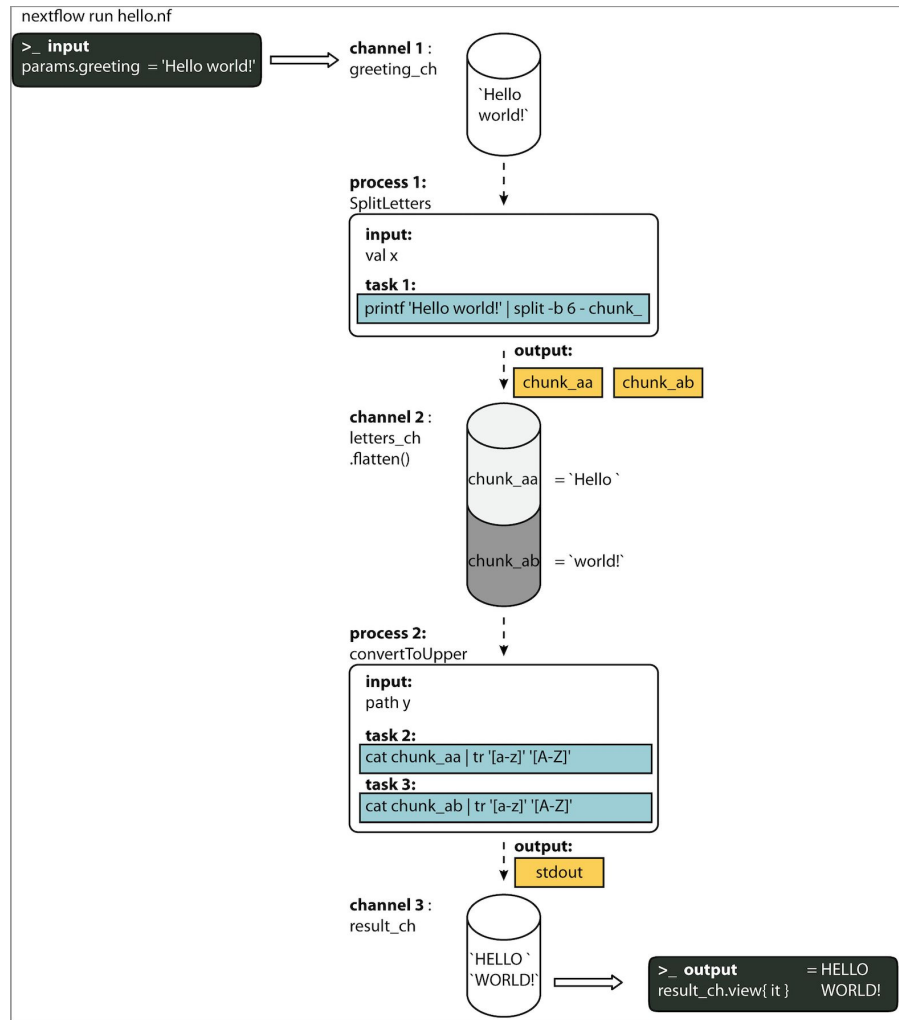 nextflow run hello.nf
>_ input
params.greeting = 'Hello world!'
channel 1 :
greeting_ch
`Hello
world!`
process 1:
SplitLetters
input:
val x
task 1:
printf 'Hello world!' | split -b 6 - chunk_
output:
chunk_aa chunk_ab
channel 2 :
letters_ch
.flatten()
chunk_aa = `Hello `
chunk_ab = `world!`
process 2:
convertToUpper
input:
path y
task 2:
cat chunk_aa | tr '[a-z]' '[A-Z]'
task 3:
cat chunk_ab | tr '[a-z]' '[A-Z]'
output:
stdout
channel 3 :
result_ch
`HELLO `
`WORLD!`
>_ output = HELLO
result_ch.view{ it } WORLD!